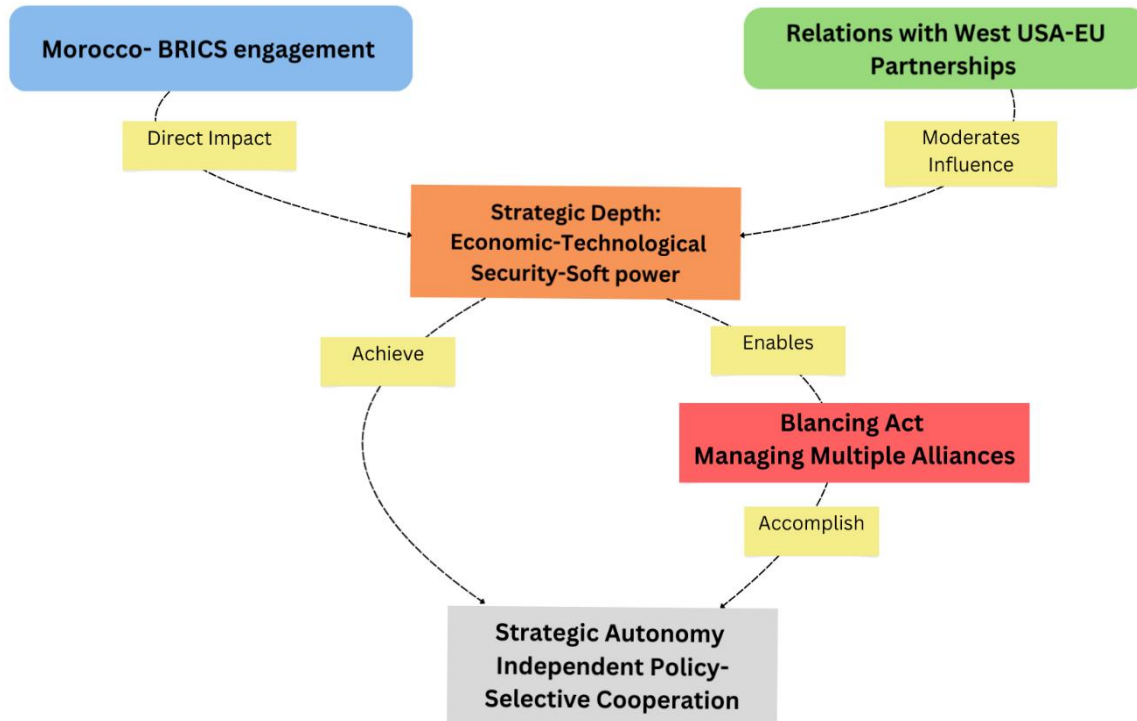 Morocco- BRICS engagement
Relations with West USA-EU
Partnerships
Direct Impact
Moderates
Influence
Strategic Depth:
Economic-Technological
Security-Soft power
Achieve
Enables
Blancing Act
Managing Multiple Alliances
Accomplish
Strategic Autonomy
Independent Policy-
Selective Cooperation